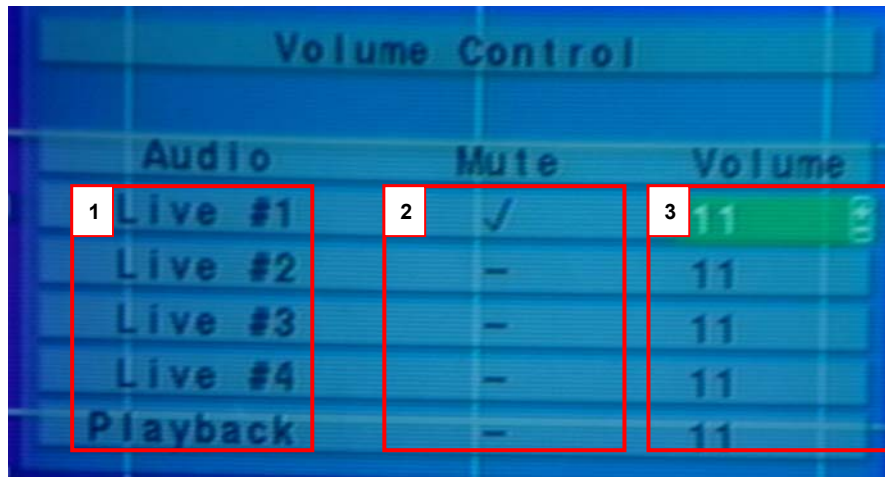 Volume Control
Audio Mute Volume
1 Live #1 2 ✓ 3 11
Live #2 – 11
Live #3 – 11
Live #4 – 11
Playback – 11